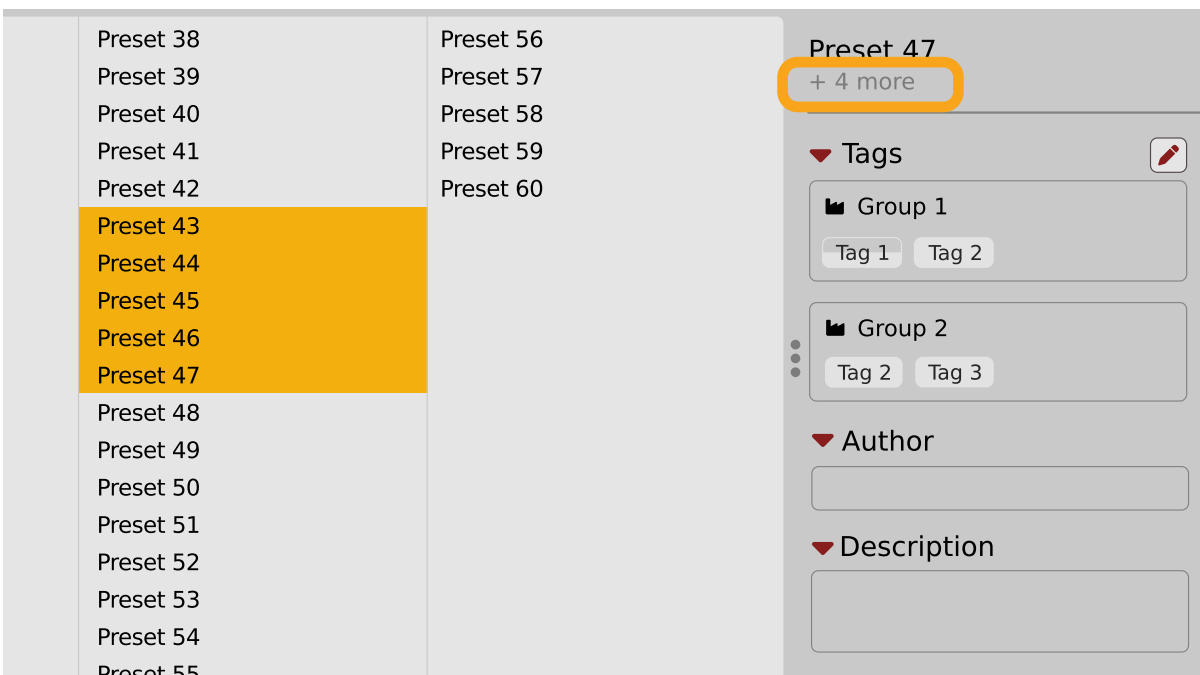 Preset 38
Preset 39
Preset 40
Preset 41
Preset 42
Preset 43
Preset 44
Preset 45
Preset 46
Preset 47
Preset 48
Preset 49
Preset 50
Preset 51
Preset 52
Preset 53
Preset 54
Preset 55
Preset 56
Preset 57
Preset 58
Preset 59
Preset 60
Preset 47
+ 4 more
Tags
Group 1
Tag 1 Tag 2
Group 2
Tag 2 Tag 3
Author
Description